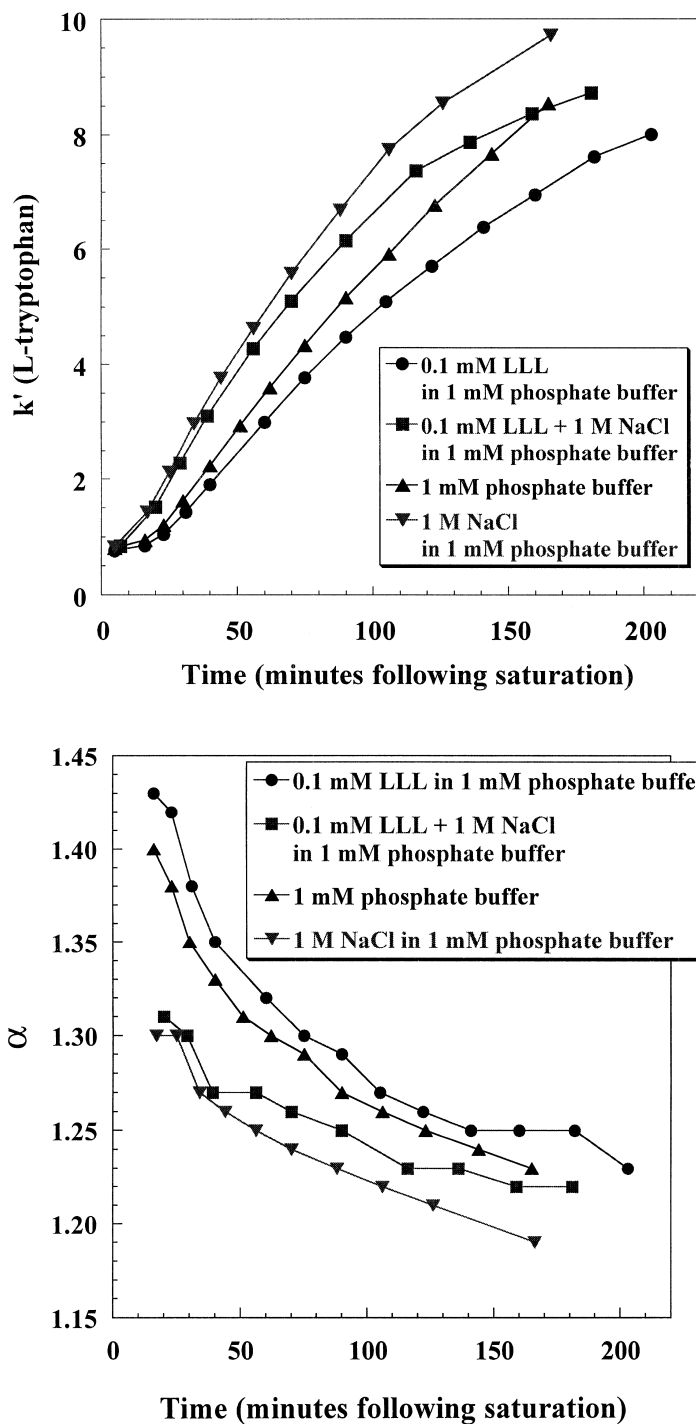 10
8
6
4
2
0
k' (L-tryptophan)
0.1 mM LLL
in 1 mM phosphate buffer
0.1 mM LLL + 1 M NaCl
in 1 mM phosphate buffer
1 mM phosphate buffer
1 M NaCl
in 1 mM phosphate buffer
0 50 100 150 200
Time (minutes following saturation)
1.45
1.40
1.35
1.30
1.25
1.20
1.15
α
0.1 mM LLL in 1 mM phosphate buffe
0.1 mM LLL + 1 M NaCl
in 1 mM phosphate buffer
1 mM phosphate buffer
1 M NaCl in 1 mM phosphate buffer
0 50 100 150 200
Time (minutes following saturation)